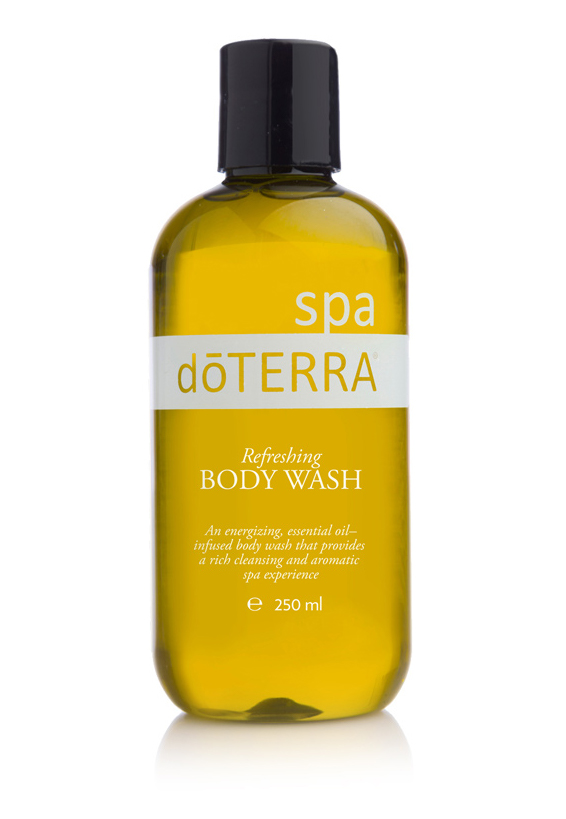 spa
dōTERRA®
Refreshing
BODY WASH
An energizing, essential oil–
infused body wash that provides
a rich cleansing and aromatic
spa experience
℮ 250 ml